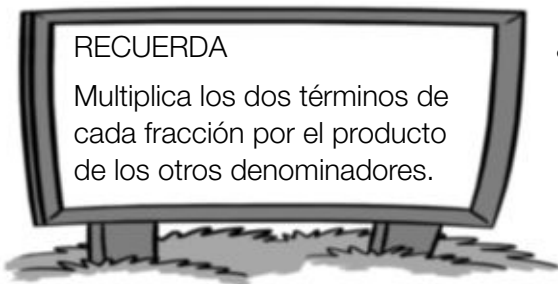 RECUERDA
Multiplica los dos términos de
cada fracción por el producto
de los otros denominadores.